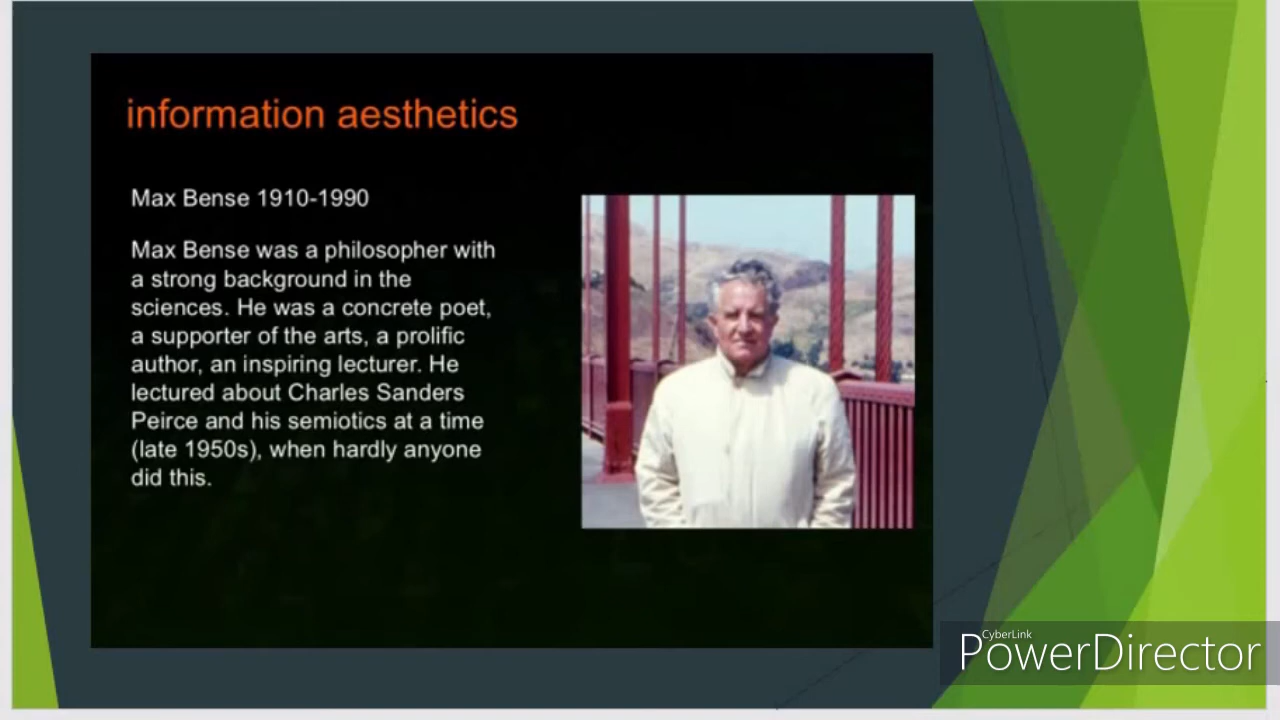 information aesthetics
Max Bense 1910-1990
Max Bense was a philosopher with
a strong background in the
sciences. He was a concrete poet,
a supporter of the arts, a prolific
author, an inspiring lecturer. He
lectured about Charles Sanders
Peirce and his semiotics at a time
(late 1950s), when hardly anyone
did this.
CyberLink
PowerDirector